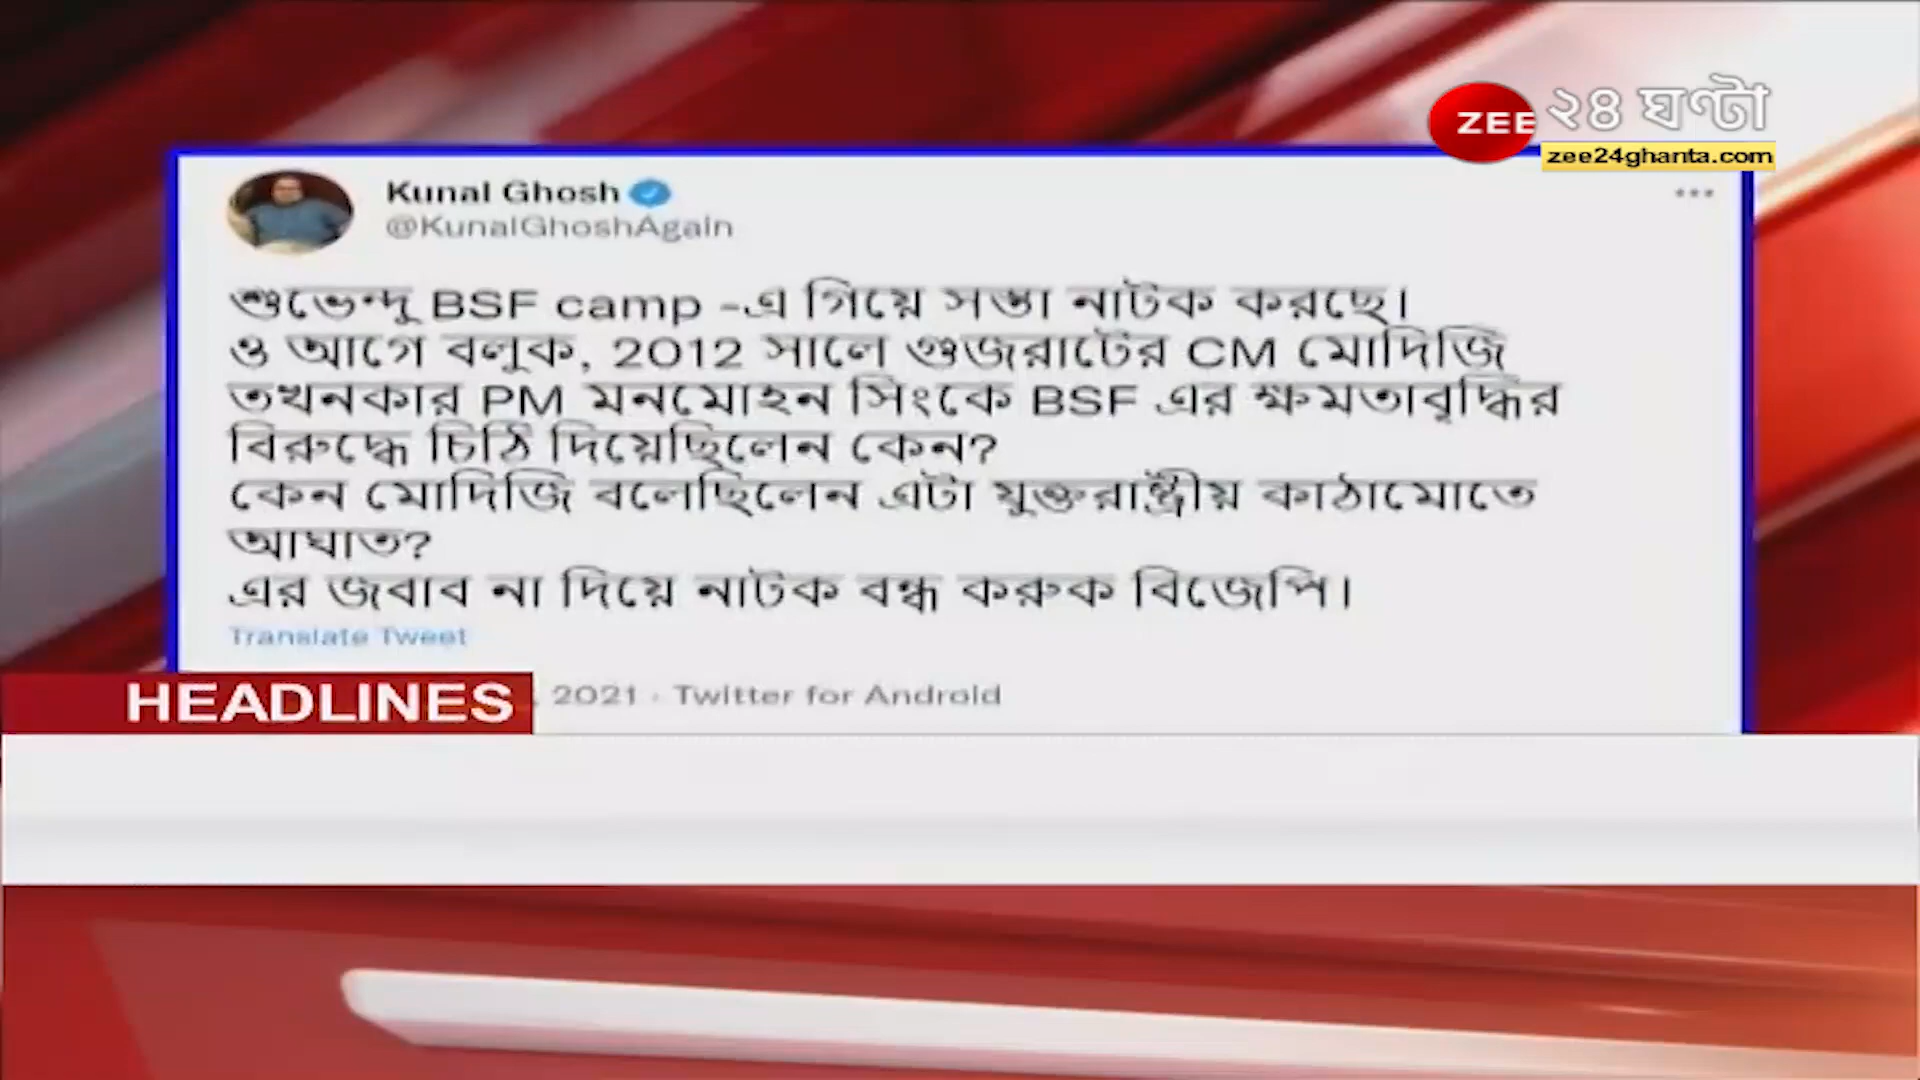 ZEE ২৪ ঘণ্টা
zee24ghanta.com
Kunal Ghosh
@KunalGhoshAgain
শুভেন্দু BSF camp -এ গিয়ে সস্তা নাটক করছে।
ও আগে বলুক, 2012 সালে গুজরাটের CM মোদিজি
তখনকার PM মনমোহন সিংকে BSF এর ক্ষমতাবৃদ্ধির
বিরুদ্ধে চিঠি দিয়েছিলেন কেন?
কেন মোদিজি বলেছিলেন এটা যুক্তরাষ্ট্রীয় কাঠামোতে
আঘাত?
এর জবাব না দিয়ে নাটক বন্ধ করুক বিজেপি।
Translate Tweet
, 2021 · Twitter for Android
HEADLINES